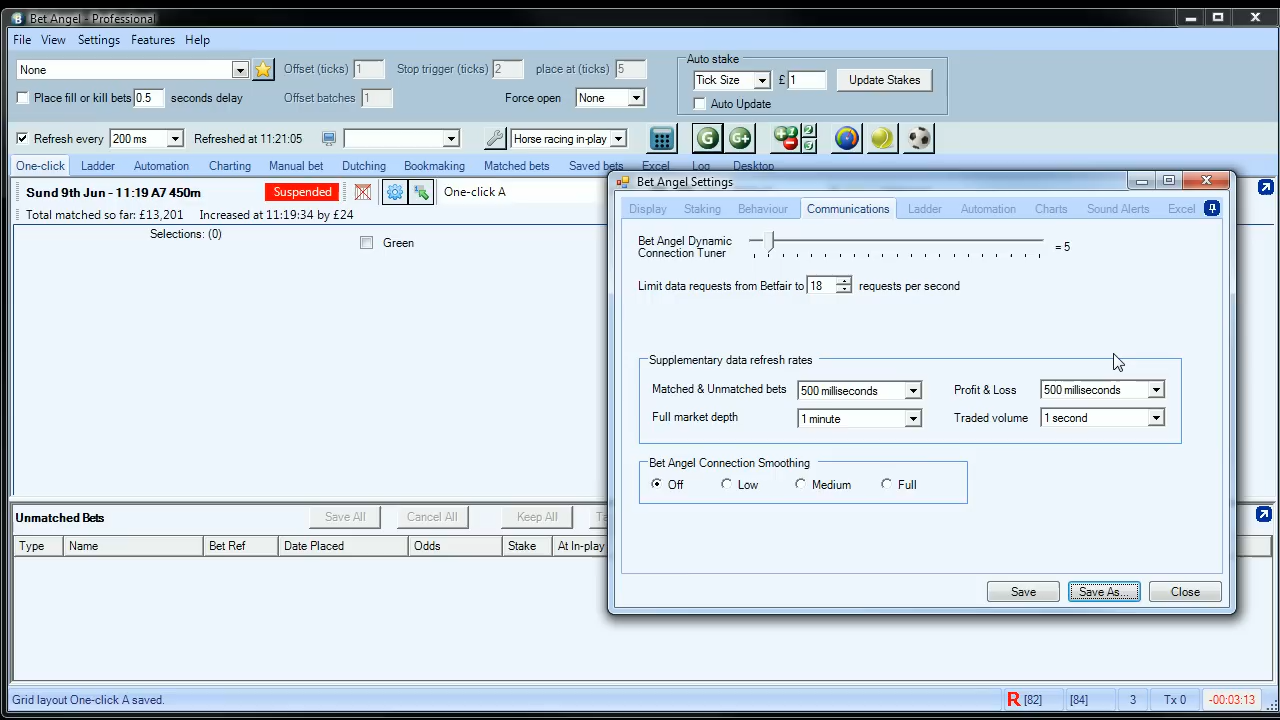 Bet Angel - Professional
File View Settings Features Help
None Offset (ticks) 1 Stop trigger (ticks) 2 place at (ticks) 5
Auto stake
Tick Size £ 1 Update Stakes
Place fill or kill bets 0.5 seconds delay Offset batches 1 Force open None
Auto Update
Refresh every 200 ms Refreshed at 11:21:05 Horse racing in-play G G+
One-click Ladder Automation Charting Manual bet Dutching Bookmaking Matched bets Saved bets Excel Log Desktop
Sund 9th Jun - 11:19 A7 450m Suspended One-click A
Total matched so far: £13,201 Increased at 11:19:34 by £24
Selections: (0)
Green
Bet Angel Settings
Display Staking Behaviour Communications Ladder Automation Charts Sound Alerts Excel
Bet Angel Dynamic
Connection Tuner = 5
Limit data requests from Betfair to 18 requests per second
Supplementary data refresh rates
Matched & Unmatched bets 500 milliseconds Profit & Loss 500 milliseconds
Full market depth 1 minute Traded volume 1 second
Bet Angel Connection Smoothing
Off Low Medium Full
Save Save As... Close
Unmatched Bets Save All Cancel All Keep All
Type Name Bet Ref Date Placed Odds Stake At In-play
Grid layout One-click A saved. R [82] [84] 3 Tx 0 -00:03:13